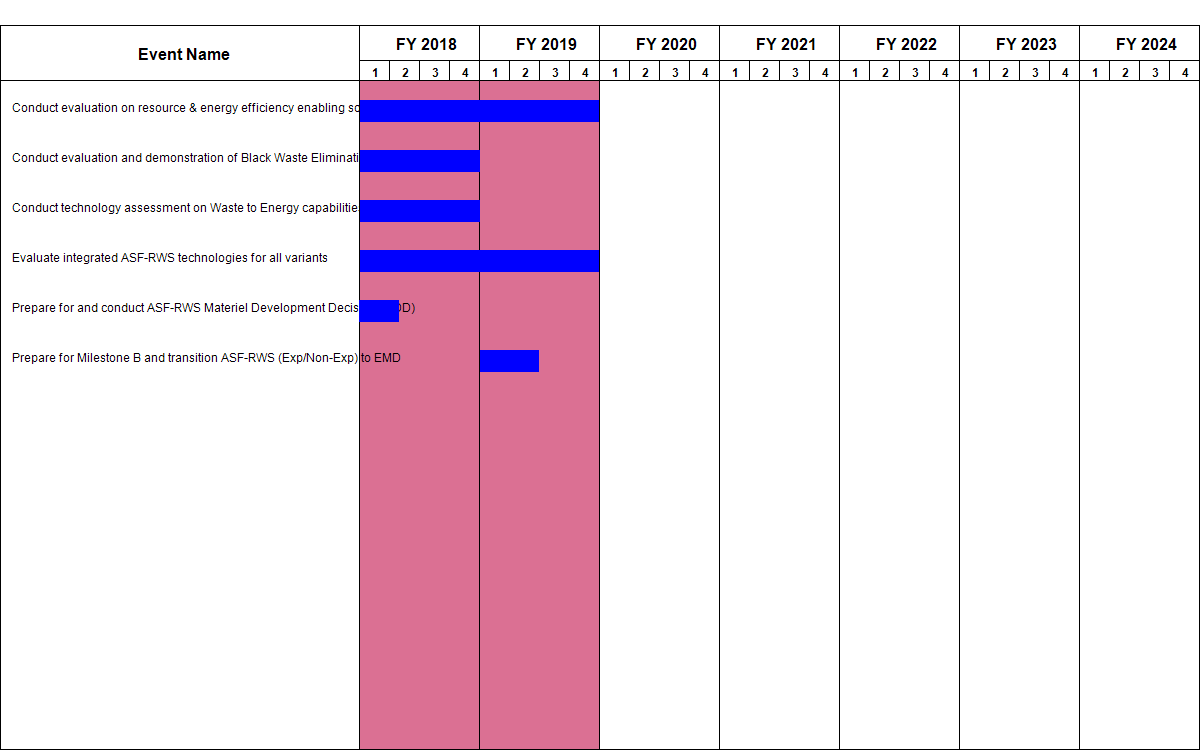 Event Name
FY 2018 FY 2019 FY 2020 FY 2021 FY 2022 FY 2023 FY 2024
1 2 3 4 1 2 3 4 1 2 3 4 1 2 3 4 1 2 3 4 1 2 3 4 1 2 3 4
Conduct evaluation on resource & energy efficiency enabling
Conduct evaluation and demonstration of Black Waste
Conduct technology assessment on Waste to Energy
Evaluate integrated ASF-RWS technologies for all variants
Prepare for and conduct ASF-RWS Materiel Development
Prepare for Milestone B and transition ASF-RWS (Exp/Non-Exp) to EMD